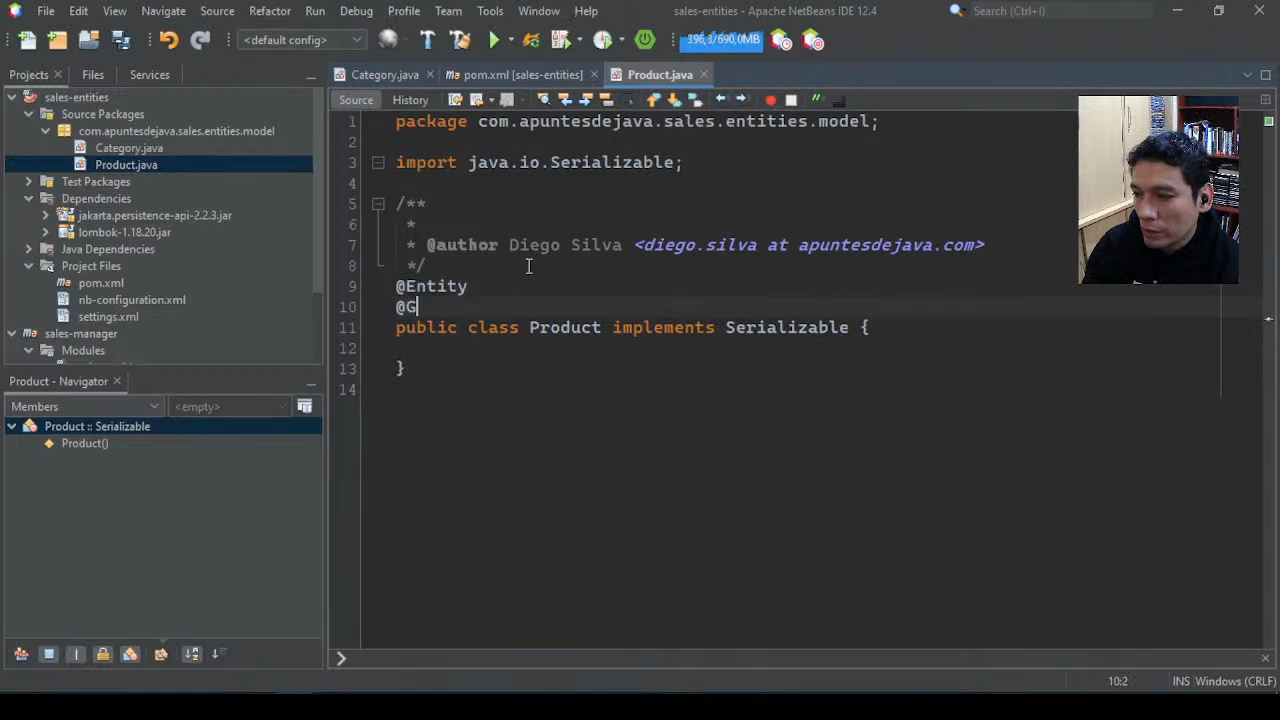 File Edit View Navigate Source Refactor Run Debug Profile Team Tools Window Help
sales-entities - Apache NetBeans IDE 12.4
Search (Ctrl+I)
<default config>
396,3/690,0MB
Projects Files Services
Category.java pom.xml [sales-entities] Product.java
Source History
sales-entities
Source Packages
com.apuntesdejava.sales.entities.model
Category.java
Product.java
Test Packages
Dependencies
jakarta.persistence-api-2.2.3.jar
lombok-1.18.20.jar
Java Dependencies
Project Files
pom.xml
nb-configuration.xml
settings.xml
sales-manager
Modules
Product - Navigator
Members <empty>
Product :: Serializable
Product()
1 package com.apuntesdejava.sales.entities.model;
2
3 import java.io.Serializable;
4
5 /**
6 *
7 * @author Diego Silva <diego.silva at apuntesdejava.com>
8 */
9 @Entity
10 @G
11 public class Product implements Serializable {
12
13 }
14
10:2 INS Windows (CRLF)